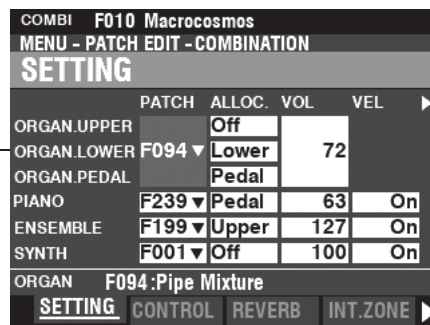 COMBI F010 Macrocosmos
MENU - PATCH EDIT - COMBINATION
SETTING
PATCH ALLOC. VOL VEL ▶
ORGAN.UPPER Off
ORGAN.LOWER F094 ▼ Lower 72
ORGAN.PEDAL Pedal
PIANO F239 ▼ Pedal 63 On
ENSEMBLE F199 ▼ Upper 127 On
SYNTH F001 ▼ Off 100 On
ORGAN F094:Pipe Mixture
SETTING CONTROL REVERB INT.ZONE ▶